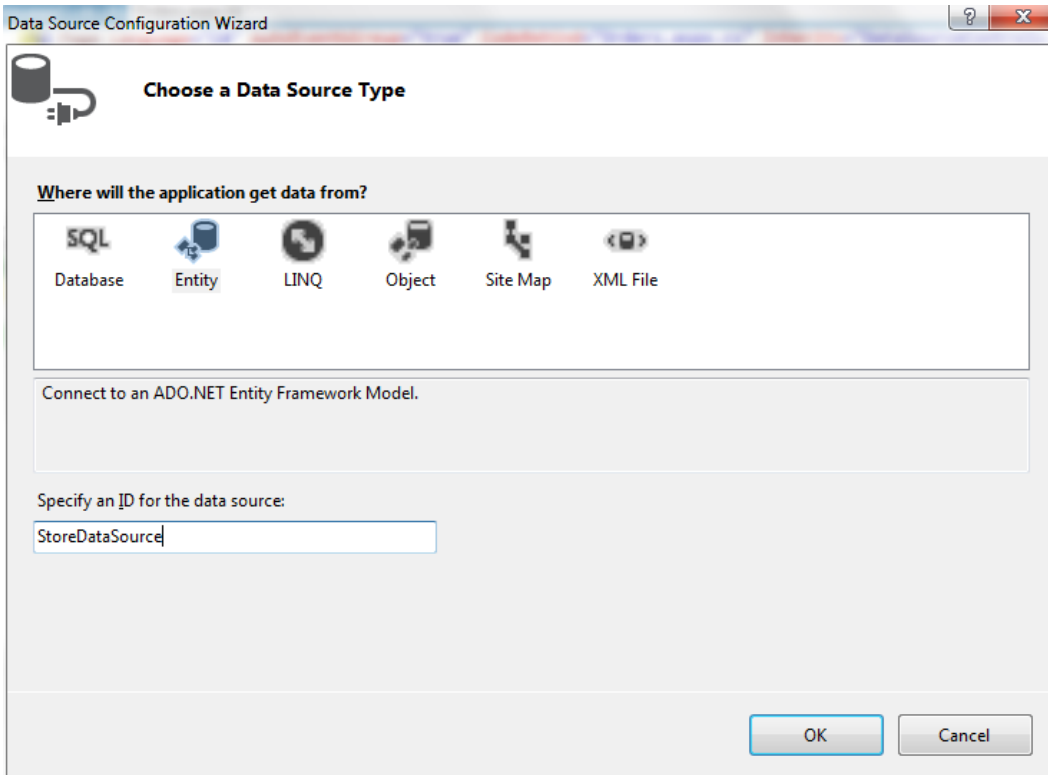 Data Source Configuration Wizard
Choose a Data Source Type
Where will the application get data from?
SQL
Database Entity LINQ Object Site Map XML File
Connect to an ADO.NET Entity Framework Model.
Specify an ID for the data source:
StoreDataSource
OK Cancel